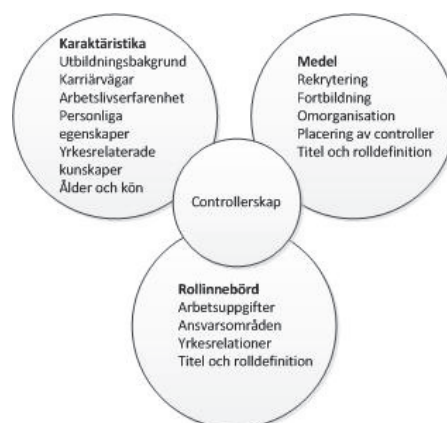 Karaktäristika
Utbildningsbakgrund
Karriärvägar
Arbetslivserfarenhet
Personliga
egenskaper
Yrkesrelaterade
kunskaper
Ålder och kön
Medel
Rekrytering
Fortbildning
Omorganisation
Placering av controller
Titel och rolldefinition
Controllerskap
Rollinnebörd
Arbetsuppgifter
Ansvarsområden
Yrkesrelationer
Titel och rolldefinition